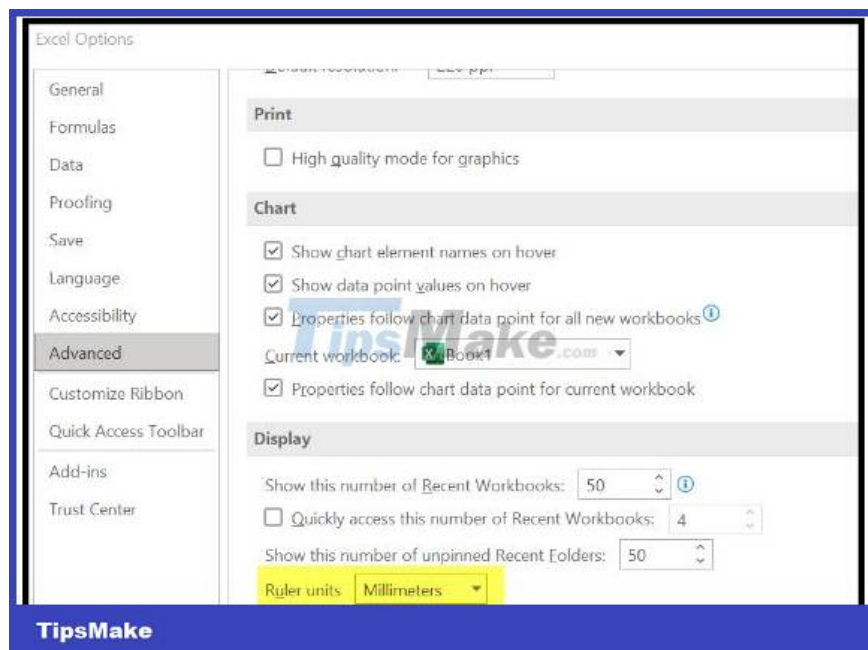 Excel Options
General
Formulas
Data
Proofing
Save
Language
Accessibility
Advanced
Customize Ribbon
Quick Access Toolbar
Add-ins
Trust Center
Default resolution: 220 ppi
Print
High quality mode for graphics
Chart
Show chart element names on hover
Show data point values on hover
Properties follow chart data point for all new workbooks
Current workbook: Book1
Properties follow chart data point for current workbook
TipsMake.com
Display
Show this number of Recent Workbooks: 50
Quickly access this number of Recent Workbooks: 4
Show this number of unpinned Recent Folders: 50
Ruler units Millimeters
TipsMake